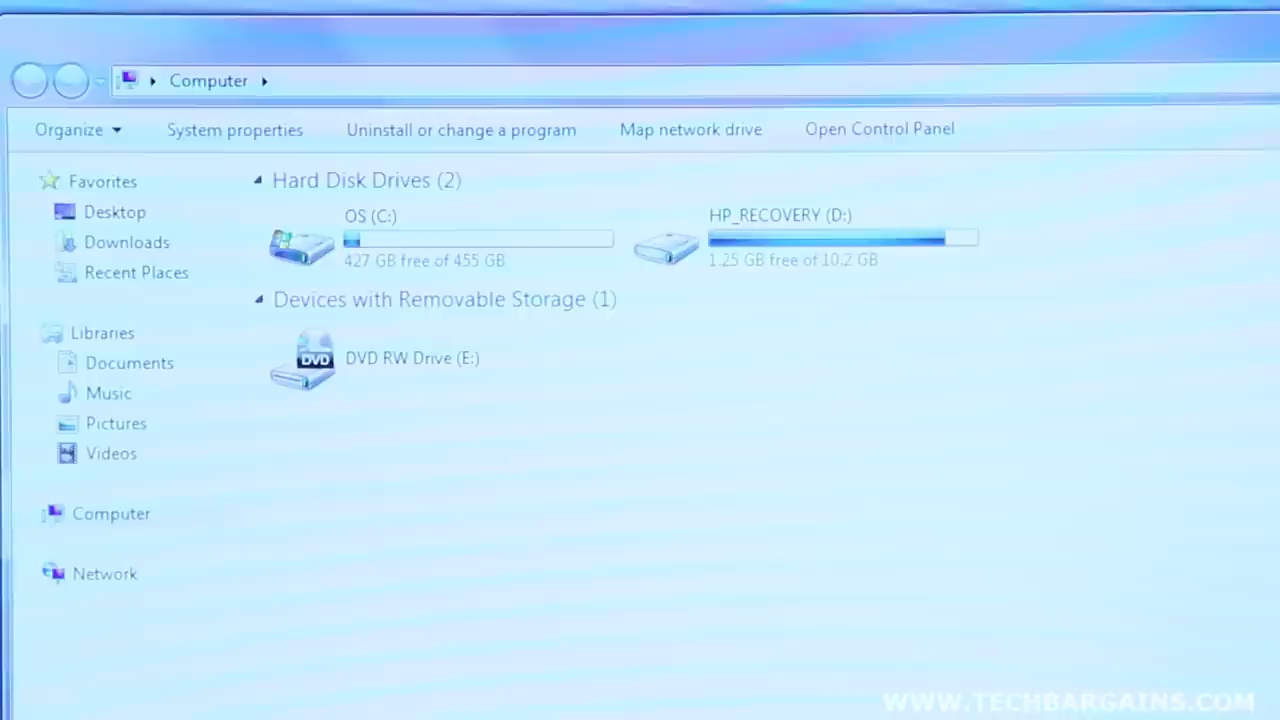 Computer
Organize
System properties
Uninstall or change a program
Map network drive
Open Control Panel
Favorites
Desktop
Downloads
Recent Places
Libraries
Documents
Music
Pictures
Videos
Computer
Network
Hard Disk Drives (2)
OS (C:)
427 GB free of 455 GB
HP_RECOVERY (D:)
1.25 GB free of 10.2 GB
Devices with Removable Storage (1)
DVD
DVD RW Drive (E:)
WWW.TECHBARGAINS.COM